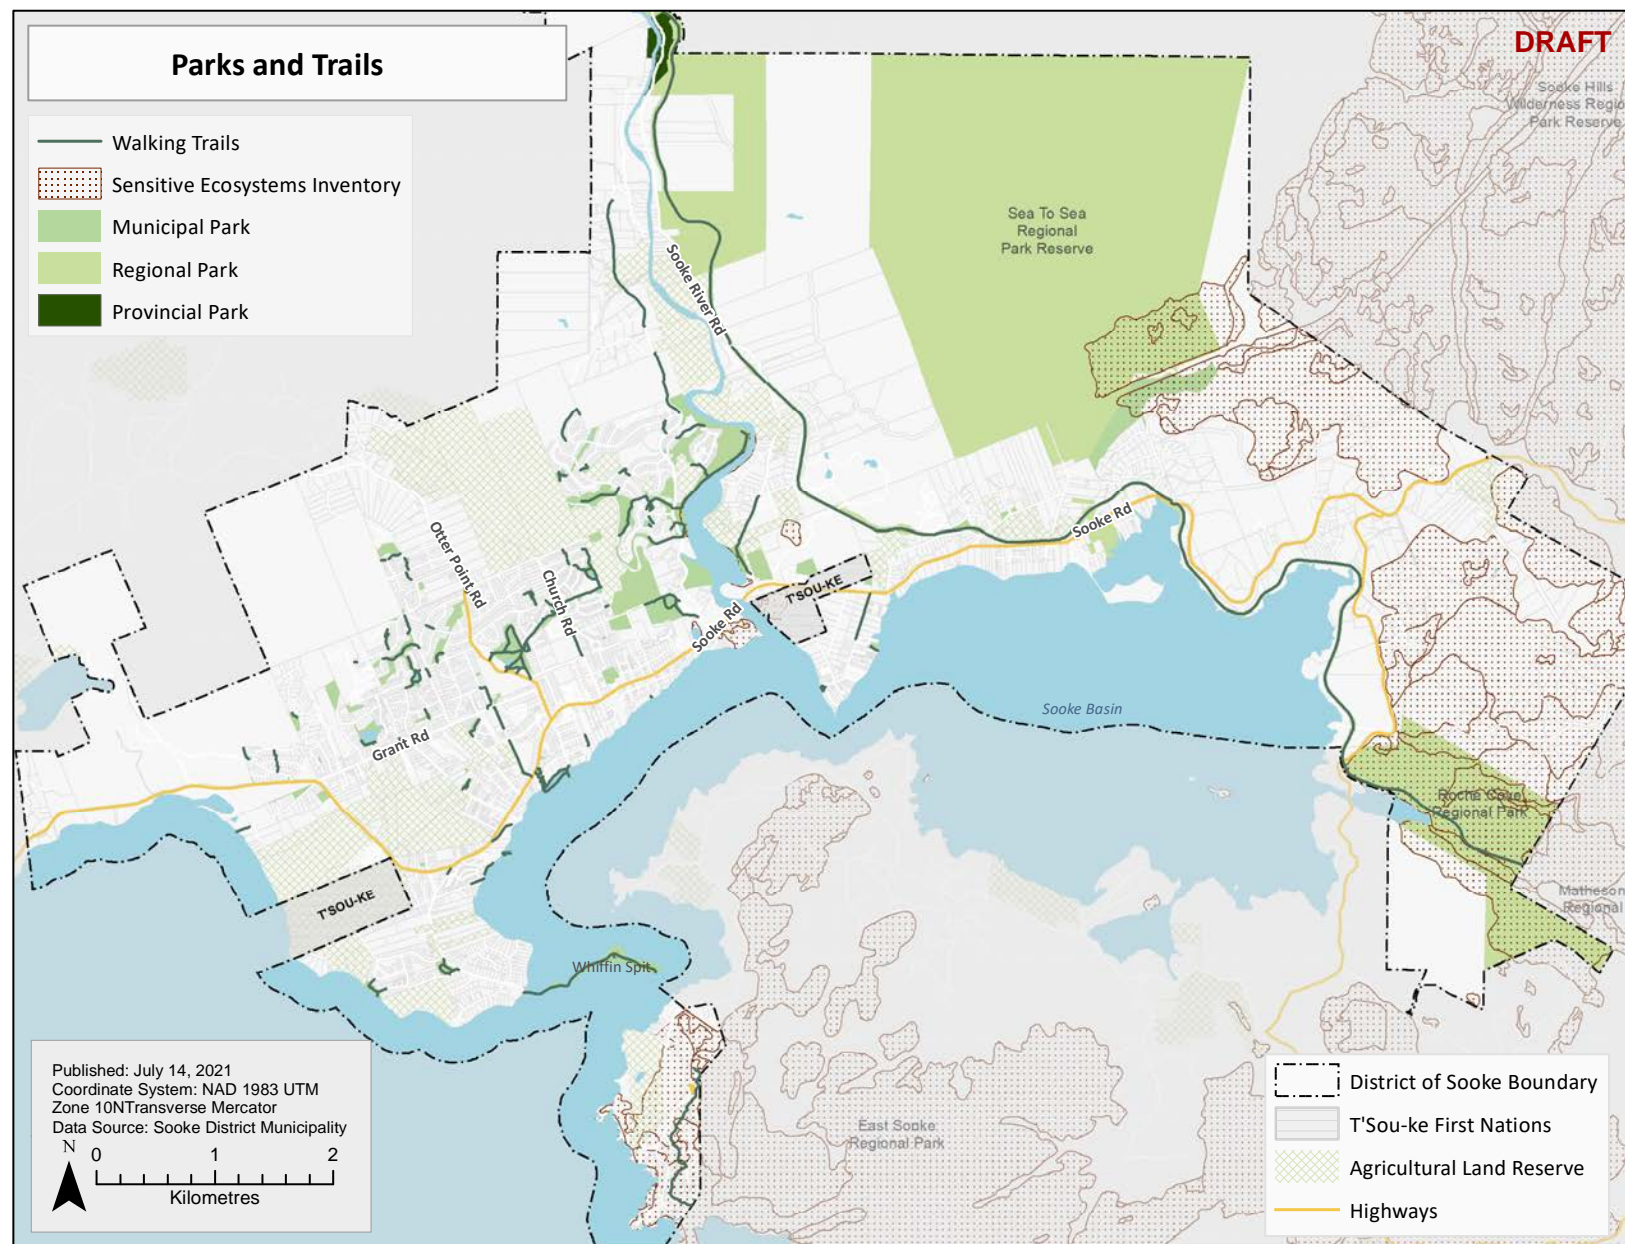 Parks and Trails
DRAFT
Walking Trails
Sensitive Ecosystems Inventory
Municipal Park
Regional Park
Provincial Park
Sooke Hills
Wilderness Regio
Park Reserve
Sea To Sea
Regional
Park Reserve
Sooke River Rd
Otter Point Rd
Church Rd
Sooke Rd
Sooke Rd
T'SOU-KE
Grant Rd
Sooke Basin
Roche Cove
Regional Park
Matheson
Regional
T'SOU-KE
Whiffin Spit
East Sooke
Regional Park
Published: July 14, 2021
Coordinate System: NAD 1983 UTM
Zone 10NTransverse Mercator
Data Source: Sooke District Municipality
N
0 1 2
Kilometres
District of Sooke Boundary
T'Sou-ke First Nations
Agricultural Land Reserve
Highways